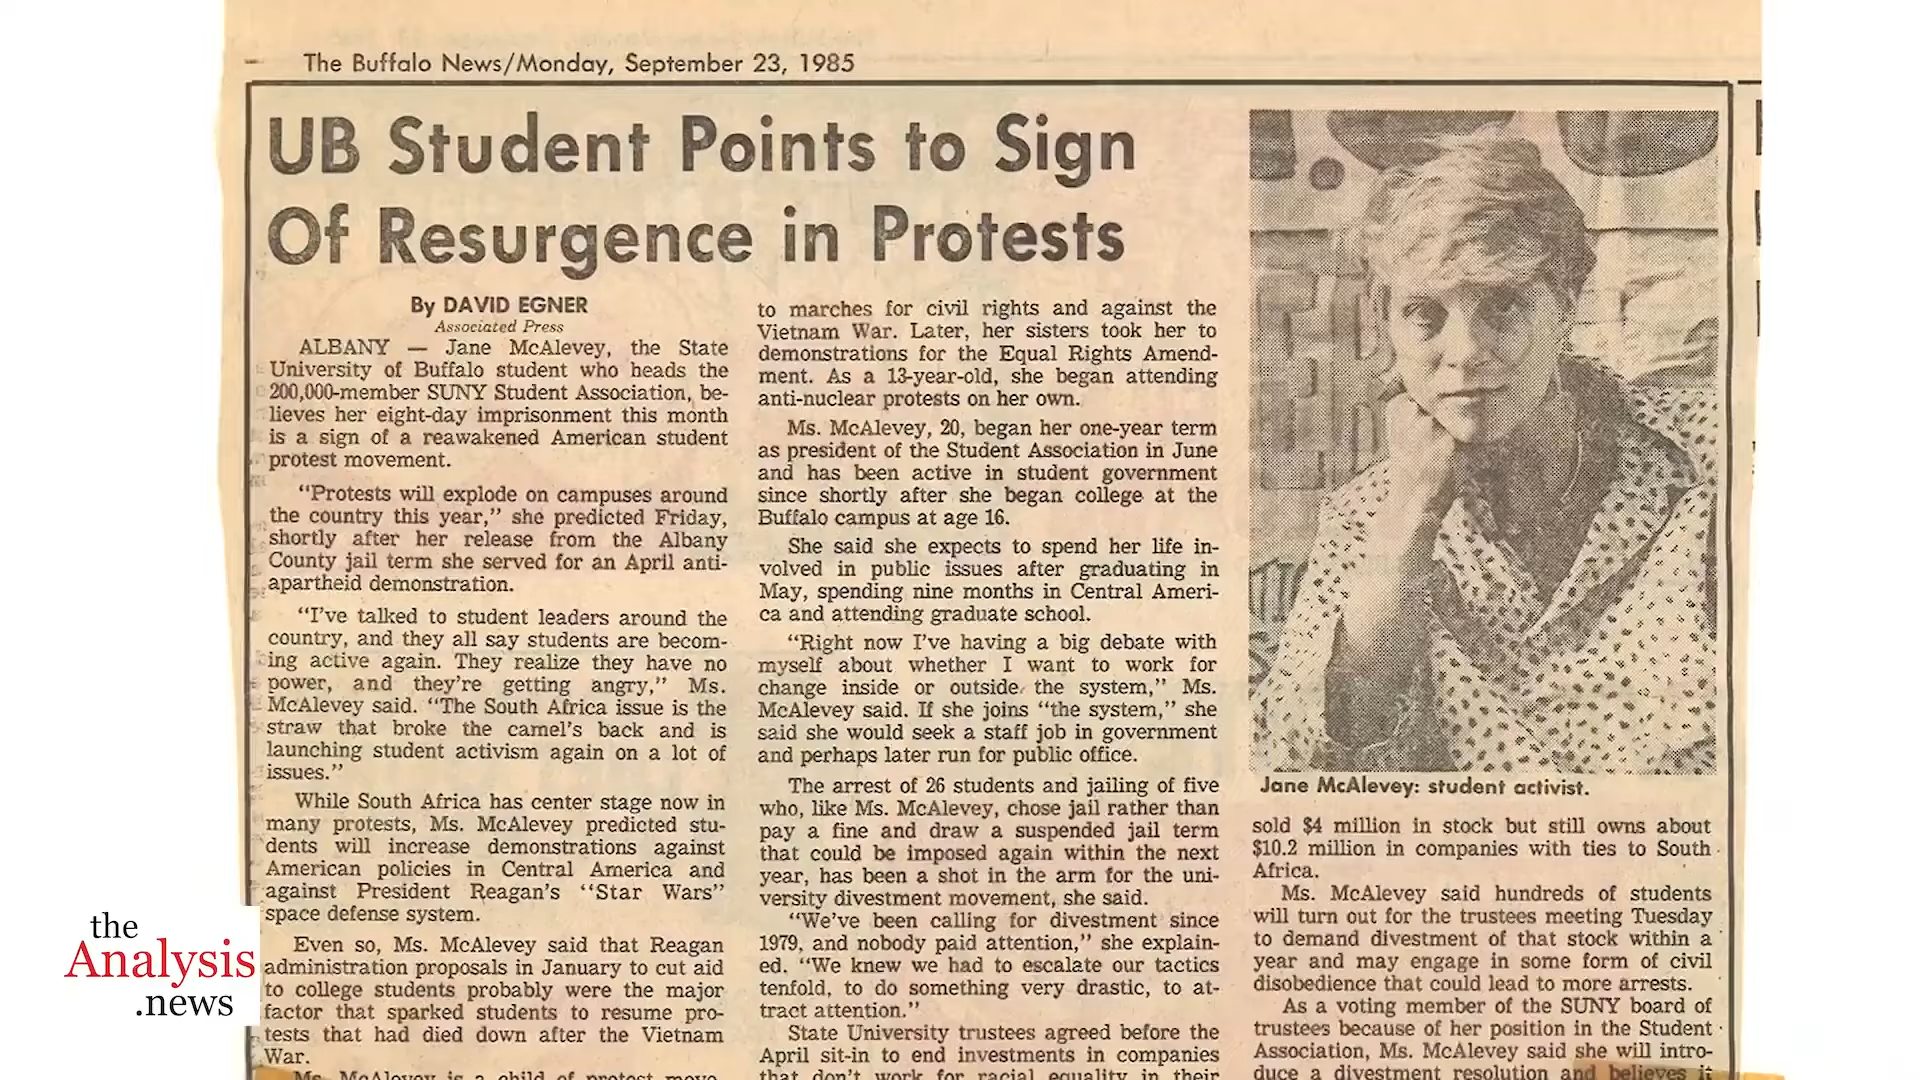 The Buffalo News/Monday, September 23, 1985
UB Student Points to Sign
Of Resurgence in Protests
By DAVID EGNER
Associated Press
ALBANY — Jane McAlevey, the State
University of Buffalo student who heads the
200,000-member SUNY Student Association, be-
lieves her eight-day imprisonment this month
is a sign of a reawakened American student
protest movement.
“Protests will explode on campuses around
the country this year,” she predicted Friday,
shortly after her release from the Albany
County jail term she served for an April anti-
apartheid demonstration.
“I’ve talked to student leaders around the
country, and they all say students are becom-
ing active again. They realize they have no
power, and they’re getting angry,” Ms.
McAlevey said. “The South Africa issue is the
straw that broke the camel’s back and is
launching student activism again on a lot of
issues.”
While South Africa has center stage now in
many protests, Ms. McAlevey predicted stu-
dents will increase demonstrations against
American policies in Central America and
against President Reagan’s “Star Wars”
space defense system.
Even so, Ms. McAlevey said that Reagan
administration proposals in January to cut aid
to college students probably were the major
factor that sparked students to resume pro-
tests that had died down after the Vietnam
War.
Ms. McAlevey is a child of protest move-
to marches for civil rights and against the
Vietnam War. Later, her sisters took her to
demonstrations for the Equal Rights Amend-
ment. As a 13-year-old, she began attending
anti-nuclear protests on her own.
Ms. McAlevey, 20, began her one-year term
as president of the Student Association in June
and has been active in student government
since shortly after she began college at the
Buffalo campus at age 16.
She said she expects to spend her life in-
volved in public issues after graduating in
May, spending nine months in Central Ameri-
ca and attending graduate school.
“Right now I’ve having a big debate with
myself about whether I want to work for
change inside or outside the system,” Ms.
McAlevey said. If she joins “the system,” she
said she would seek a staff job in government
and perhaps later run for public office.
The arrest of 26 students and jailing of five
who, like Ms. McAlevey, chose jail rather than
pay a fine and draw a suspended jail term
that could be imposed again within the next
year, has been a shot in the arm for the uni-
versity divestment movement, she said.
“We’ve been calling for divestment since
1979, and nobody paid attention,” she explain-
ed. “We knew we had to escalate our tactics
tenfold, to do something very drastic, to at-
tract attention.”
State University trustees agreed before the
April sit-in to end investments in companies
that don’t work for racial equality in their
Jane McAlevey: student activist.
sold $4 million in stock but still owns about
$10.2 million in companies with ties to South
Africa.
Ms. McAlevey said hundreds of students
will turn out for the trustees meeting Tuesday
to demand divestment of that stock within a
year and may engage in some form of civil
disobedience that could lead to more arrests.
As a voting member of the SUNY board of
trustees because of her position in the Student
Association, Ms. McAlevey said she will intro-
duce a divestment resolution and believes it
the
Analysis
.news